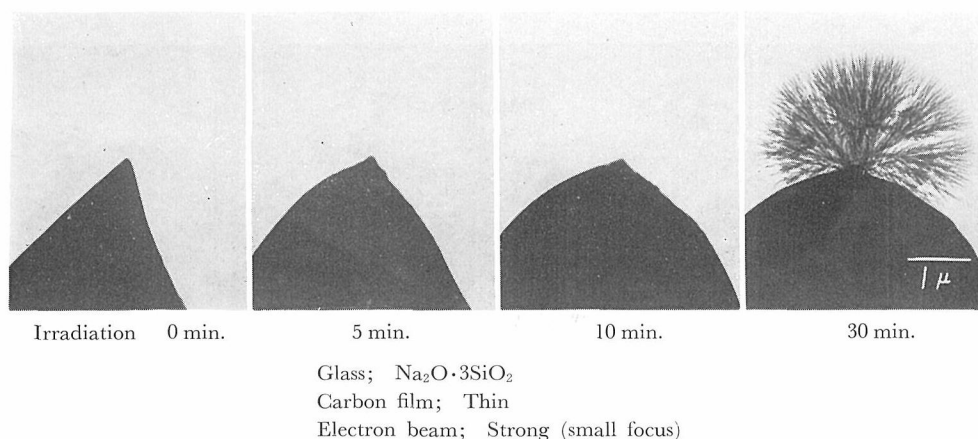 1 μ
Irradiation 0 min. 5 min. 10 min. 30 min.
Glass; Na₂O·3SiO₂
Carbon film; Thin
Electron beam; Strong (small focus)